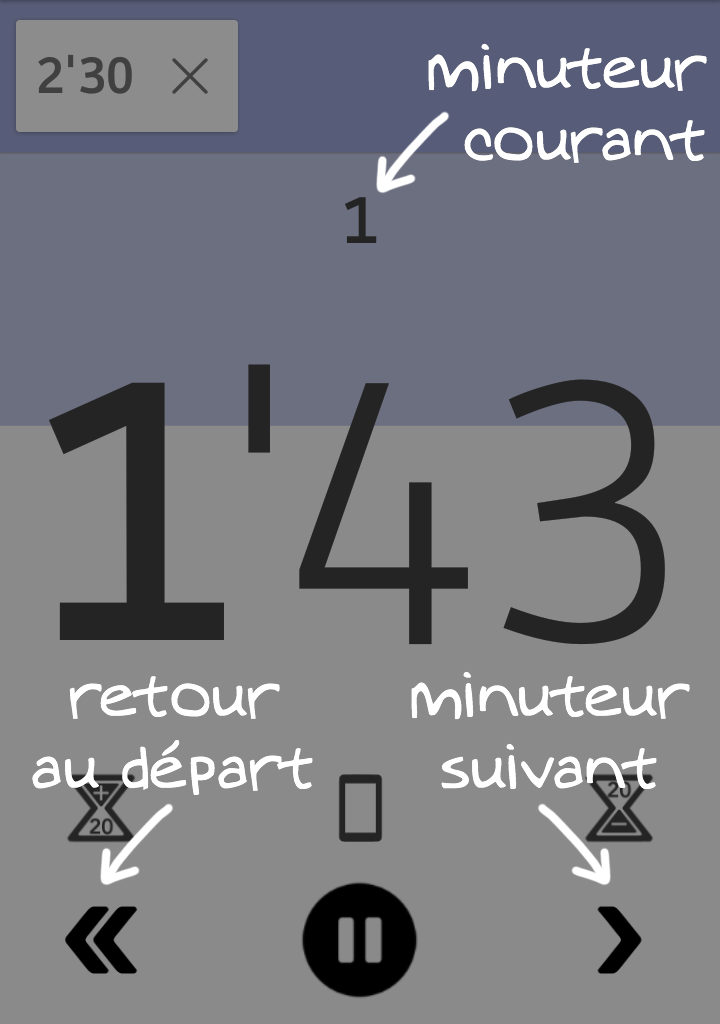 2'30
minuteur
courant
1
1'43
retour
au départ
minuteur
suivant
+
20
20
–